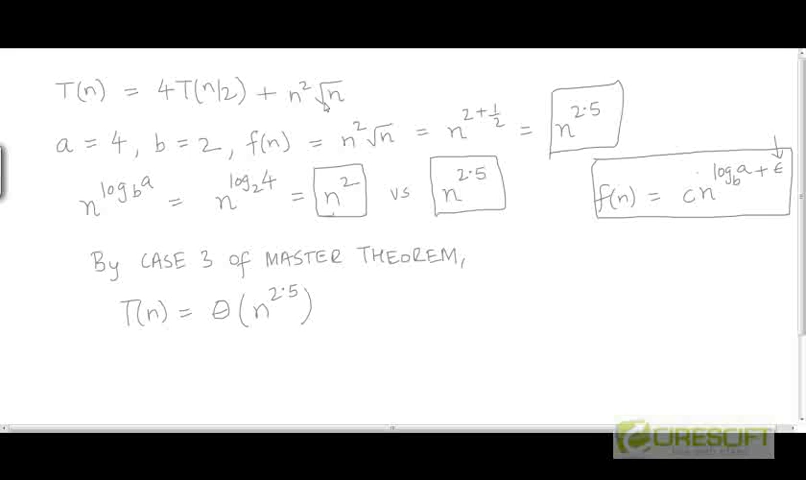 T(n) = 4T(n/2) + n²√n
a = 4, b = 2, f(n) = n²√n = n^{2+1/2} = n^{2.5}
n^{log_b a} = n^{log_2 4} = n² vs n^{2.5}
f(n) = cn^{log_b a + ε}
By CASE 3 of MASTER THEOREM,
T(n) = θ(n^{2.5})